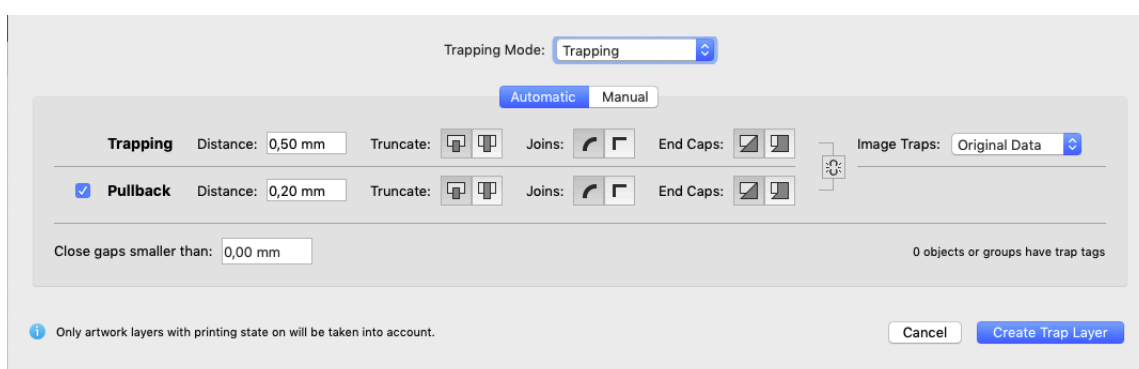 Trapping Mode: Trapping
Automatic Manual
Trapping Distance: 0,50 mm Truncate: Joins: End Caps: Image Traps: Original Data
Pullback Distance: 0,20 mm Truncate: Joins: End Caps:
Close gaps smaller than: 0,00 mm 0 objects or groups have trap tags
Only artwork layers with printing state on will be taken into account. Cancel Create Trap Layer